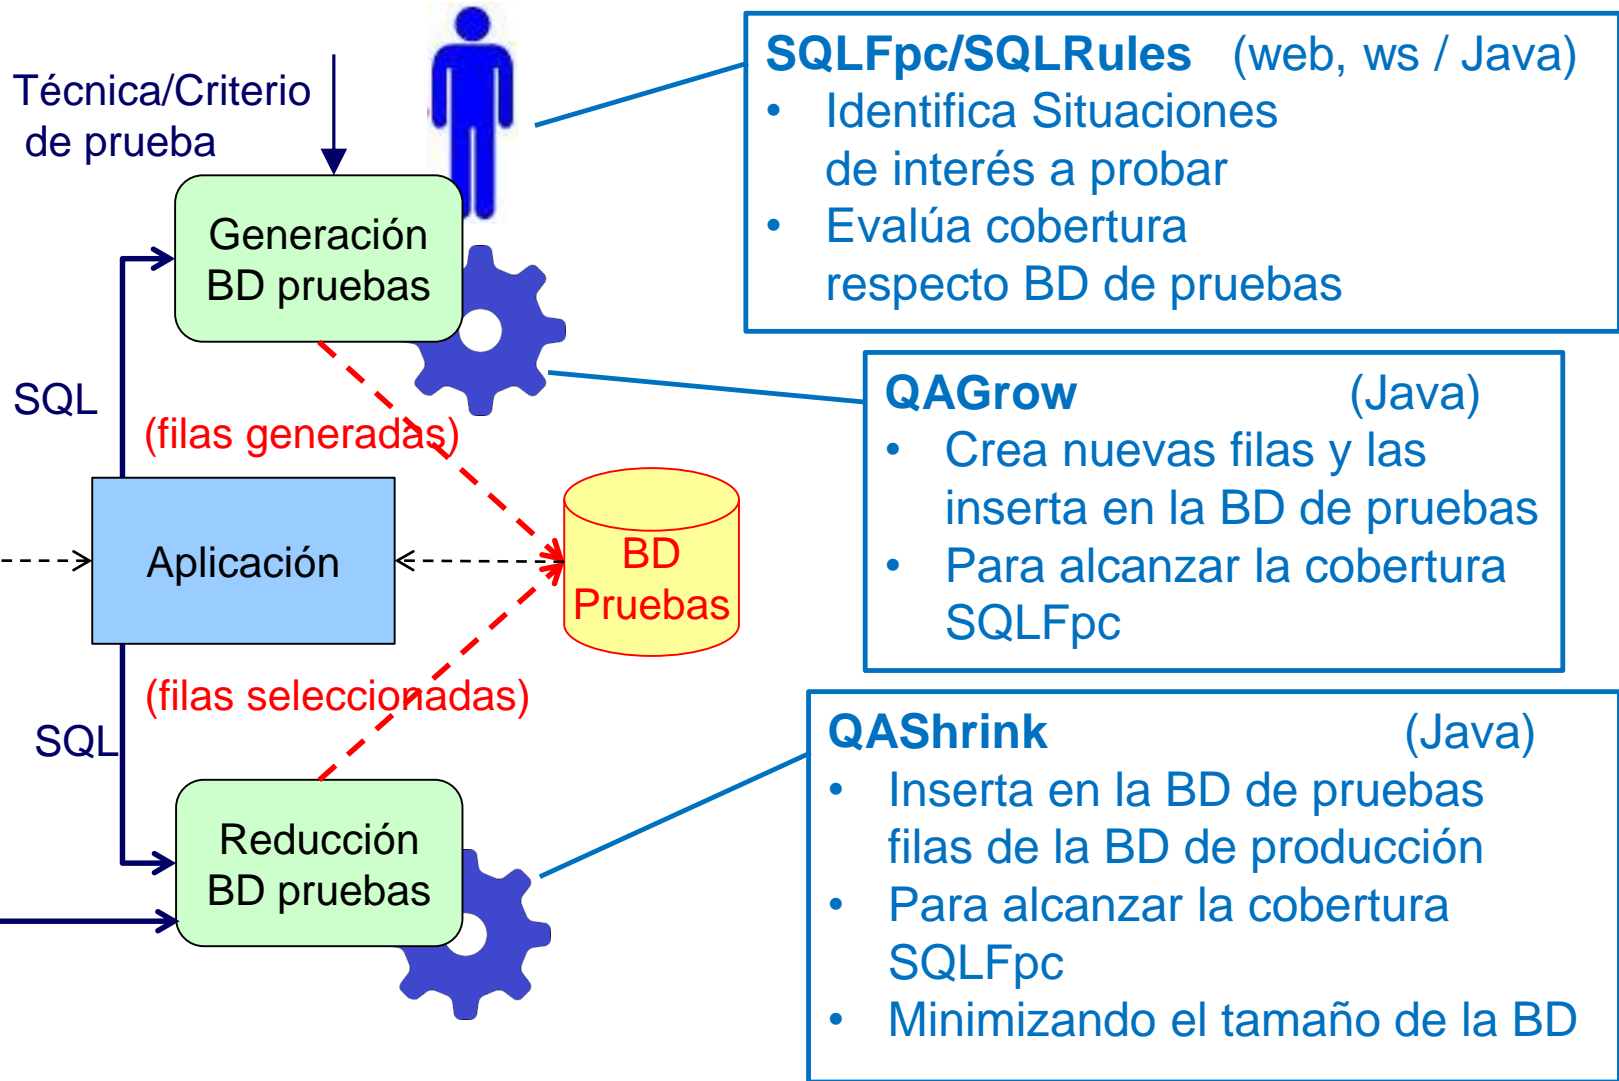 Técnica/Criterio
de prueba
Generación
BD pruebas
SQL
(filas generadas)
Aplicación
BD
Pruebas
(filas seleccionadas)
SQL
Reducción
BD pruebas
SQLFpc/SQLRules (web, ws / Java)
• Identifica Situaciones
de interés a probar
• Evalúa cobertura
respecto BD de pruebas
QAGrow (Java)
• Crea nuevas filas y las
inserta en la BD de pruebas
• Para alcanzar la cobertura
SQLFpc
QAShrink (Java)
• Inserta en la BD de pruebas
filas de la BD de producción
• Para alcanzar la cobertura
SQLFpc
• Minimizando el tamaño de la BD